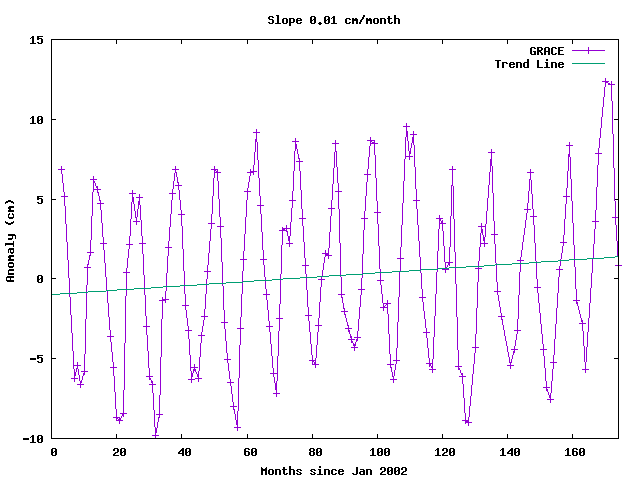 Slope 0.01 cm/month
GRACE
Trend Line
15
10
5
0
-5
-10
Anomaly (cm)
0 20 40 60 80 100 120 140 160
Months since Jan 2002